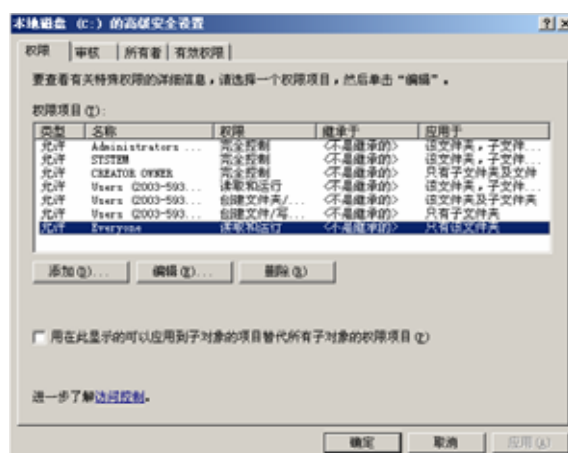 本地磁盘 (C:) 的高级安全设置
权限 审核 所有者 有效权限
要查看有关特殊权限的详细信息，请选择一个权限项目，然后单击“编辑”。
权限项目(T):
类型 名称 权限 继承于 应用于
允许 Administrators ... 完全控制 <不是继承的> 该文件夹，子文件...
允许 SYSTEM 完全控制 <不是继承的> 该文件夹，子文件...
允许 CREATOR OWNER 完全控制 <不是继承的> 只有子文件夹及文件
允许 Users (2003-593... 读取和运行 <不是继承的> 该文件夹，子文件...
允许 Users (2003-593... 创建文件夹/... <不是继承的> 该文件夹及子文件夹
允许 Users (2003-593... 创建文件/写... <不是继承的> 只有子文件夹
允许 Everyone 读取和运行 <不是继承的> 只有该文件夹
添加(D)... 编辑(E)... 删除(R)
用在此显示的可以应用到子对象的项目替代所有子对象的权限项目(P)
进一步了解访问控制。
确定 取消 应用(A)